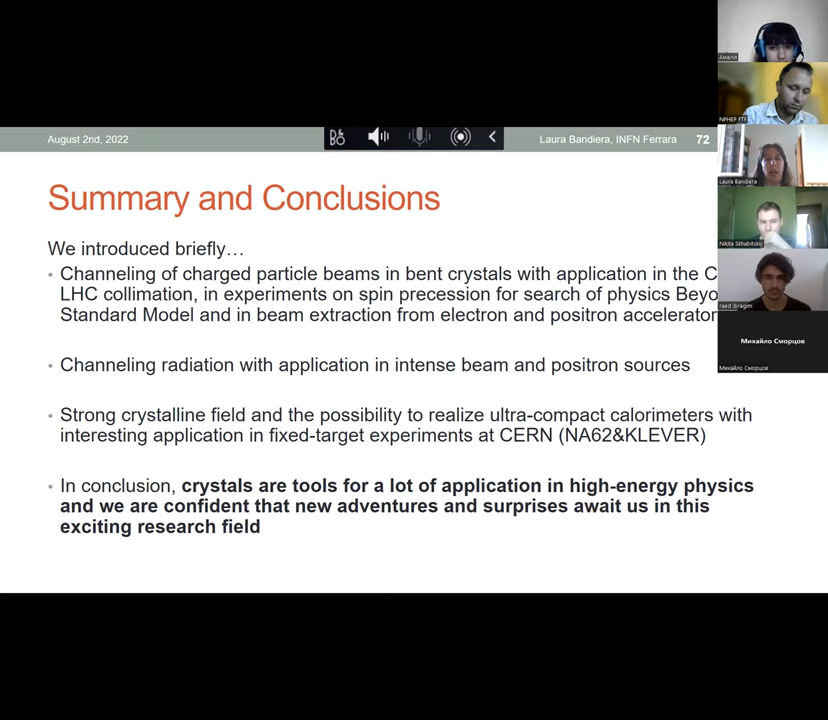 August 2nd, 2022
Laura Bandiera, INFN Ferrara
72
Summary and Conclusions
We introduced briefly…
• Channeling of charged particle beams in bent crystals with application in the
LHC collimation, in experiments on spin precession for search of physics
Standard Model and in beam extraction from electron and positron
• Channeling radiation with application in intense beam and positron sources
• Strong crystalline field and the possibility to realize ultra-compact calorimeters with
interesting application in fixed-target experiments at CERN (NA62&KLEVER)
• In conclusion, crystals are tools for a lot of application in high-energy physics
and we are confident that new adventures and surprises await us in this
exciting research field
Амалія
NPHEP FTF
Laura Bandiera
Nikita Skhabitskiy
raed ibragim
Михайло Сморцов
Михайло Сморцов